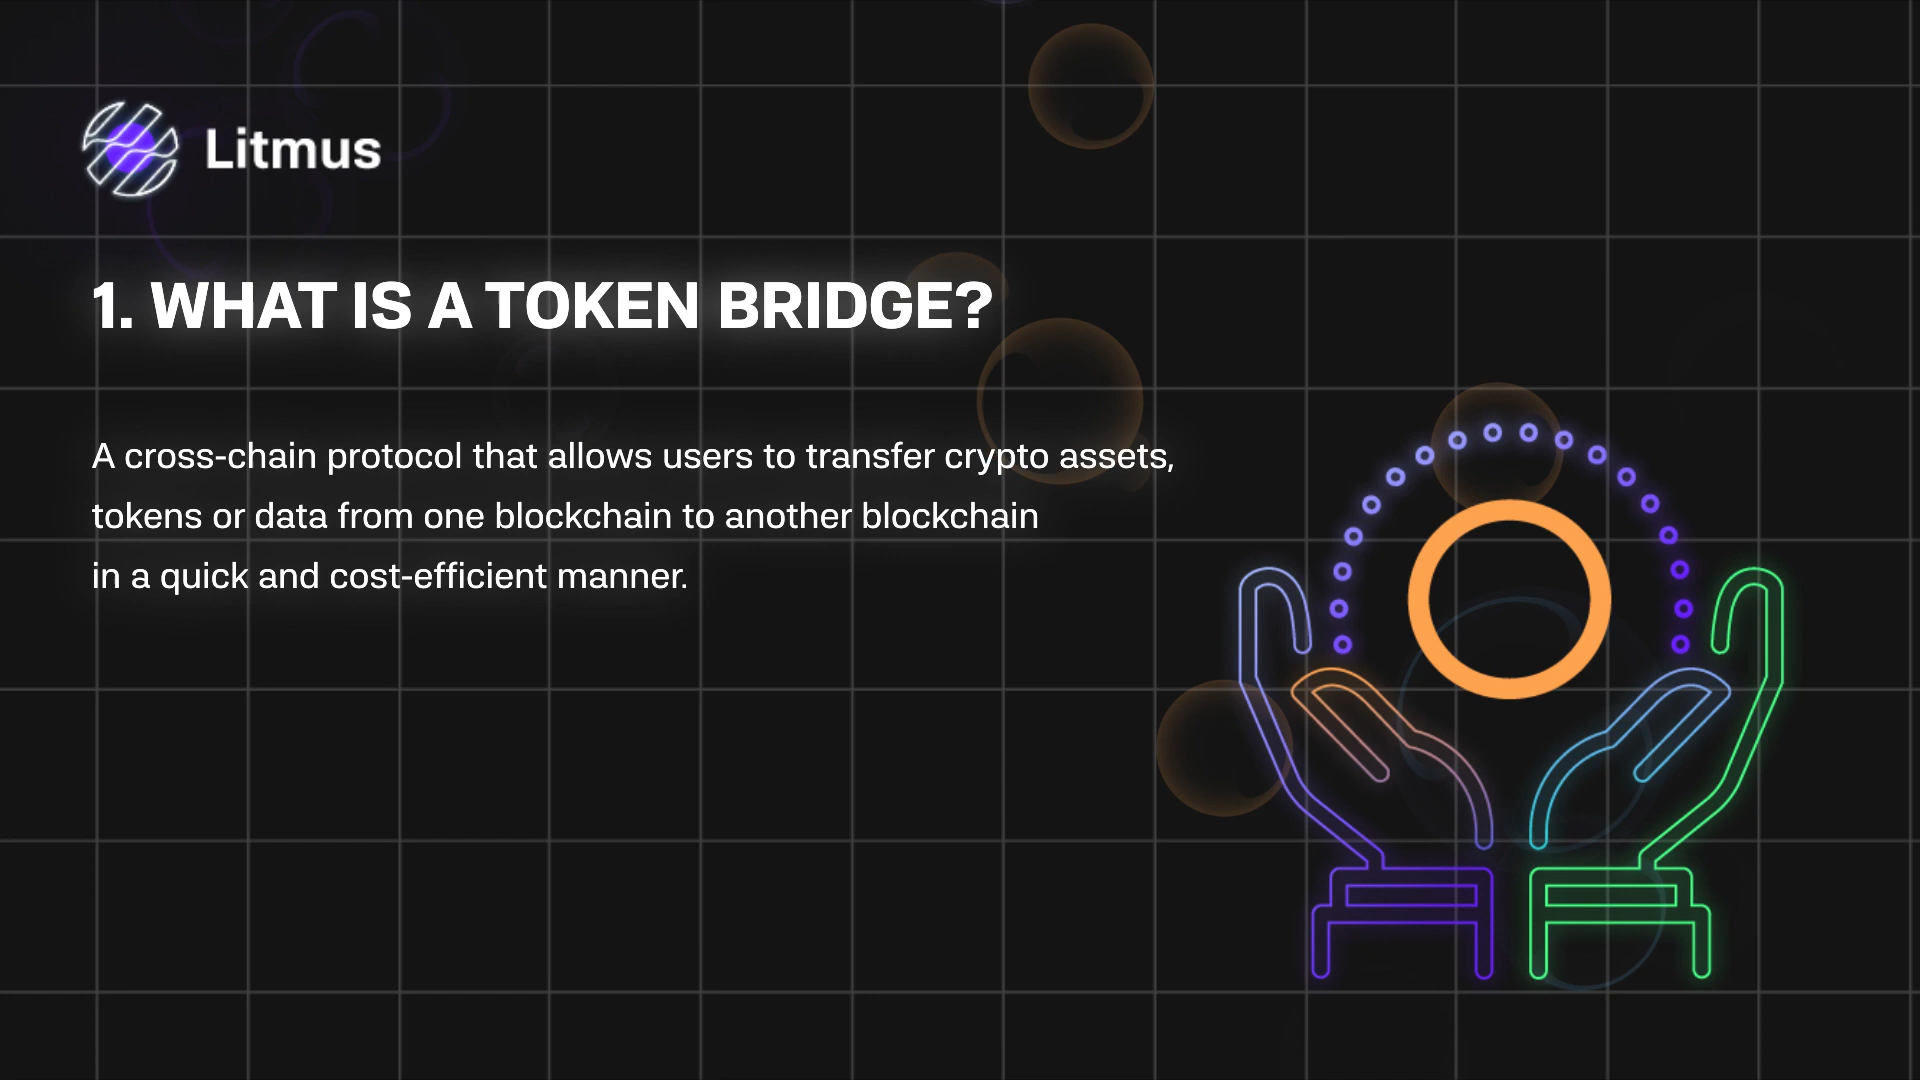 Litmus
1. WHAT IS A TOKEN BRIDGE?
A cross-chain protocol that allows users to transfer crypto assets,
tokens or data from one blockchain to another blockchain
in a quick and cost-efficient manner.